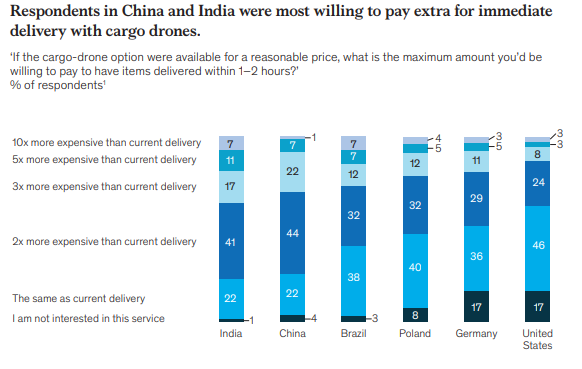 Respondents in China and India were most willing to pay extra for immediate
delivery with cargo drones.
'If the cargo-drone option were available for a reasonable price, what is the maximum amount you'd be
willing to pay to have items delivered within 1–2 hours?'
% of respondents¹
10x more expensive than current delivery 7 1 7 4 3 3
5x more expensive than current delivery 11 7 7 5 5 3
3x more expensive than current delivery 17 22 12 12 11 8
2x more expensive than current delivery 41 44 32 32 29 24
The same as current delivery 22 22 38 40 36 46
I am not interested in this service 1 4 3 8 17 17
India China Brazil Poland Germany United
States